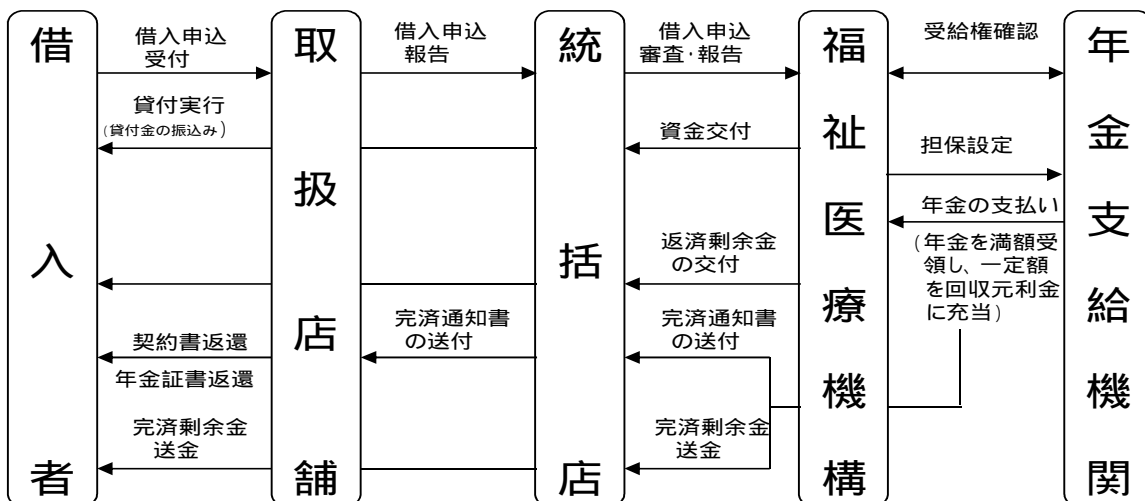 借入者
借入申込
受付
貸付実行
(貸付金の振込み)
契約書返還
年金証書返還
完済剰余金
送金
取扱店舗
借入申込
報告
完済通知書
の送付
統括店
借入申込
審査･報告
資金交付
返済剰余金
の交付
完済通知書
の送付
完済剰余金
送金
福祉医療機構
受給権確認
担保設定
年金の支払い
(年金を満額受
領し、一定額
を回収元利金
に充当)
年金支給機関